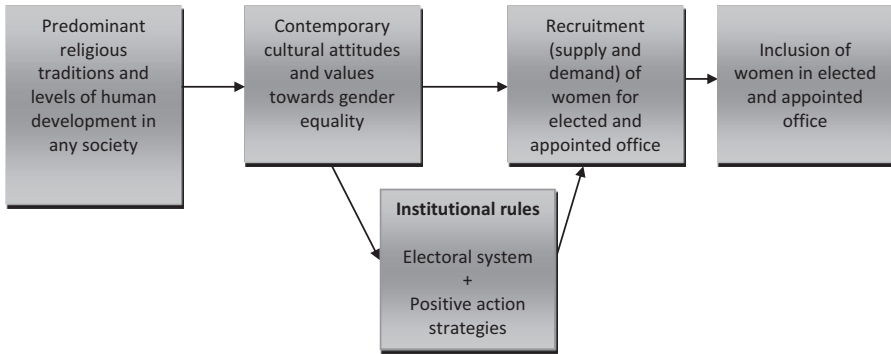 Predominant
religious
traditions and
levels of human
development in
any society
Contemporary
cultural attitudes
and values
towards gender
equality
Recruitment
(supply and
demand) of
women for
elected and
appointed office
Inclusion of
women in elected
and appointed
office
Institutional rules
Electoral system
+
Positive action
strategies